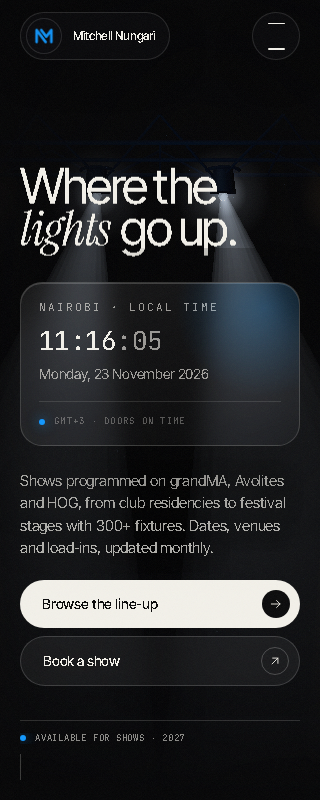 Mitchell Nungari
Where the
lights go up.
NAIROBI · LOCAL TIME
11:16:05
Monday, 23 November 2026
GMT+3 · DOORS ON TIME
Shows programmed on grandMA, Avolites
and HOG, from club residencies to festival
stages with 300+ fixtures. Dates, venues
and load-ins, updated monthly.
Browse the line-up
Book a show
AVAILABLE FOR SHOWS · 2027